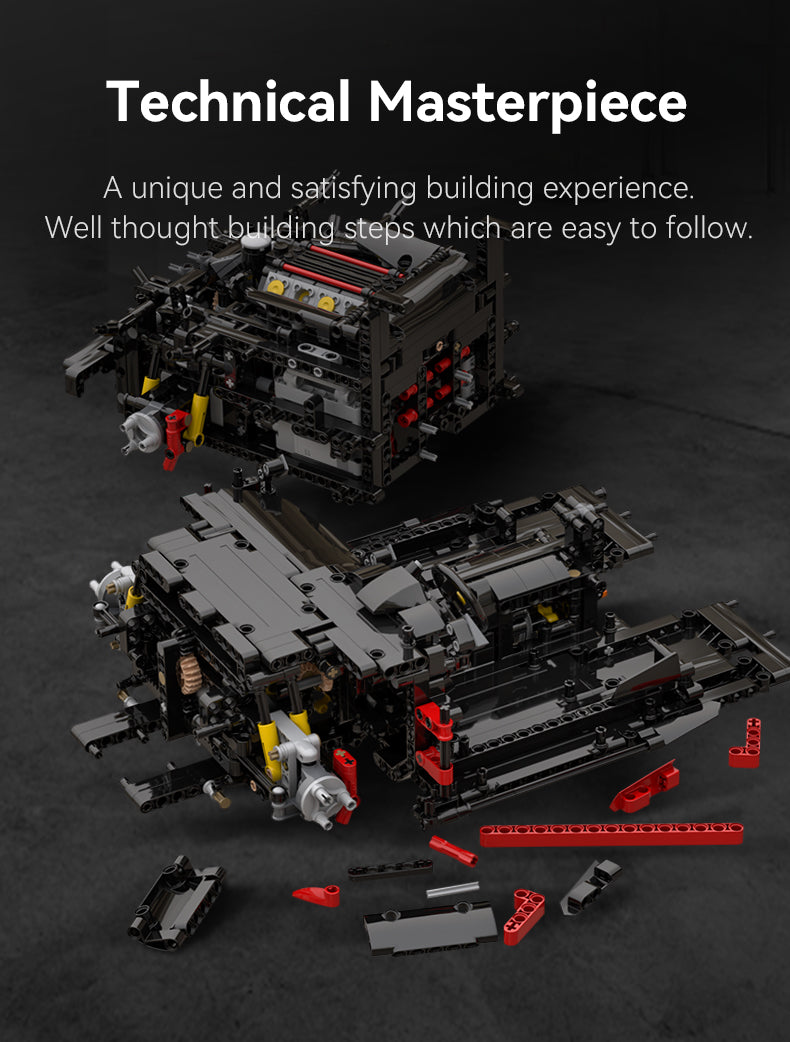 Technical Masterpiece
A unique and satisfying building experience.
Well thought building steps which are easy to follow.